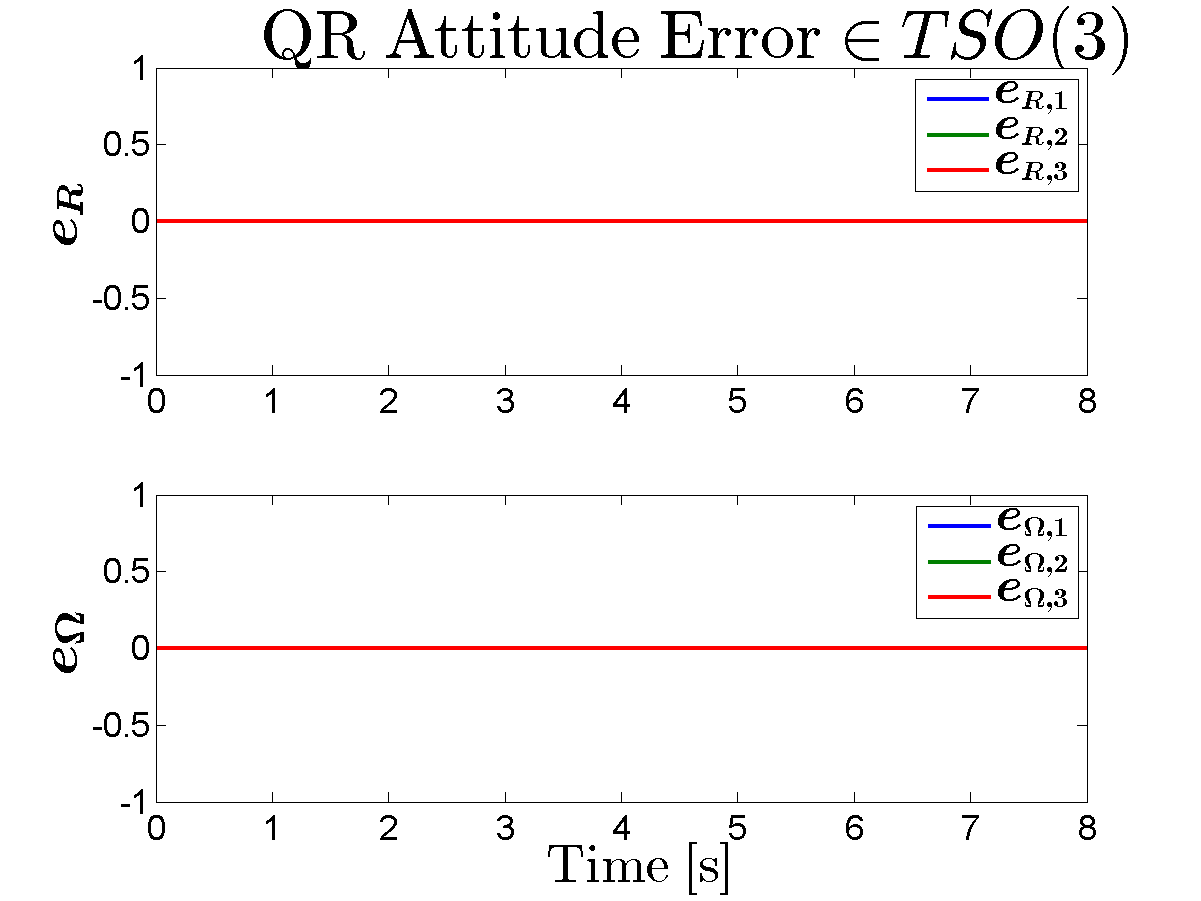 QR Attitude Error ∈ TSO(3)
1
0.5
0
-0.5
-1
e_R
e_{R,1}
e_{R,2}
e_{R,3}
0 1 2 3 4 5 6 7 8
1
0.5
0
-0.5
-1
e_Ω
e_{Ω,1}
e_{Ω,2}
e_{Ω,3}
0 1 2 3 4 5 6 7 8
Time [s]